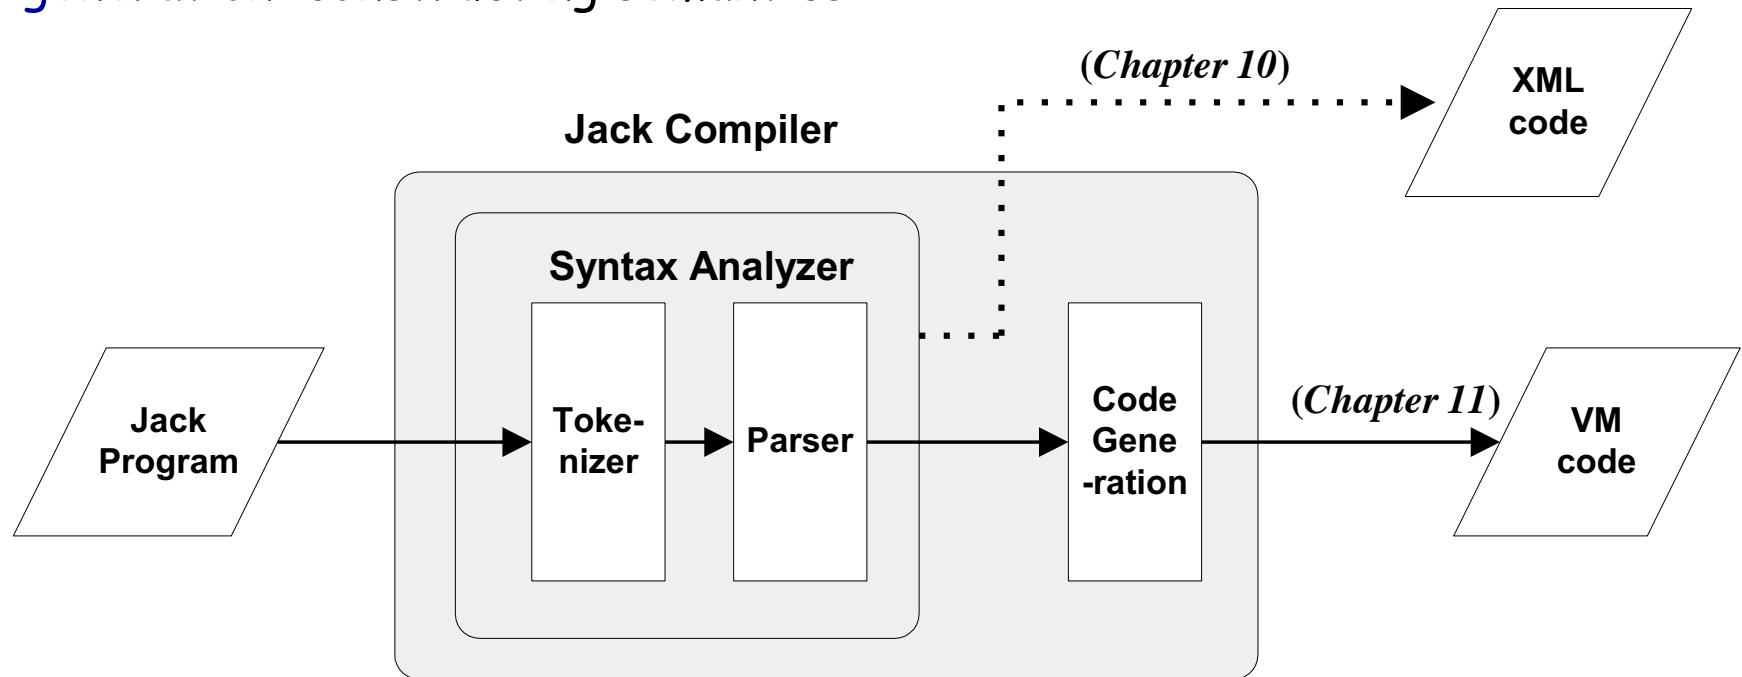 (Chapter 10)
XML
code
Jack Compiler
Syntax Analyzer
Jack
Program
Toke-
nizer
Parser
Code
Gene
-ration
(Chapter 11)
VM
code